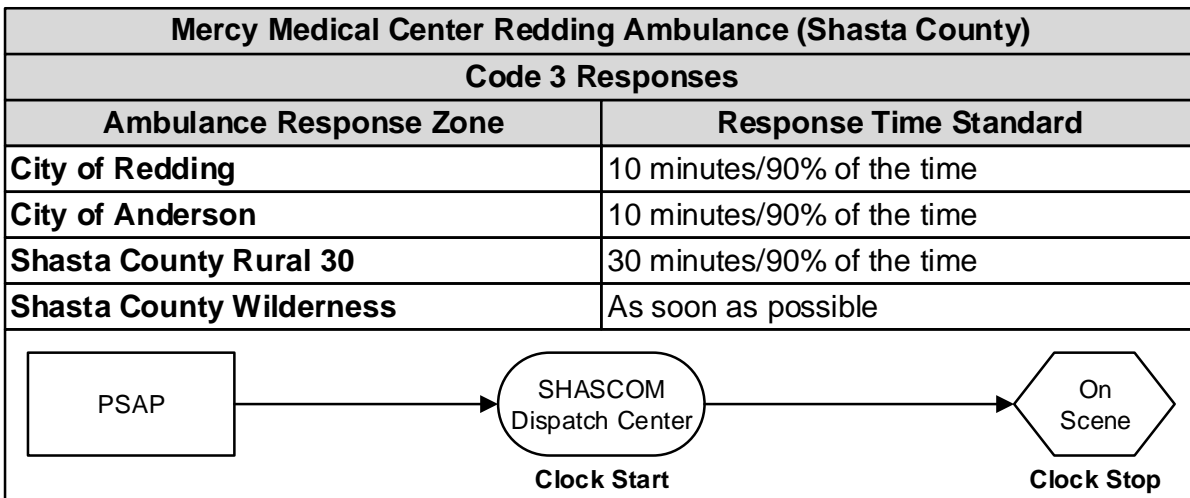 Mercy Medical Center Redding Ambulance (Shasta County)
Code 3 Responses
Ambulance Response Zone Response Time Standard
City of Redding 10 minutes/90% of the time
City of Anderson 10 minutes/90% of the time
Shasta County Rural 30 30 minutes/90% of the time
Shasta County Wilderness As soon as possible
PSAP
SHASCOM
Dispatch Center
On
Scene
Clock Start
Clock Stop